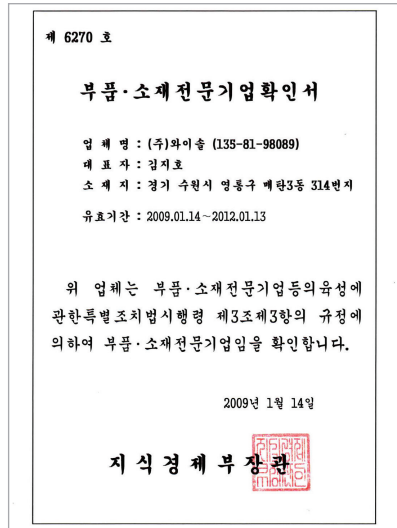 제 6270 호
부품·소재전문기업확인서
업 체 명 : (주)와이솔 (135-81-98089)
대 표 자 : 김지호
소 재 지 : 경기 수원시 영통구 매탄3동 314번지
유효기간 : 2009.01.14~2012.01.13
위 업체는 부품·소재전문기업등의육성에
관한특별조치법시행령 제3조제3항의 규정에
의하여 부품·소재전문기업임을 확인합니다.
2009년 1월 14일
지식경제부장관